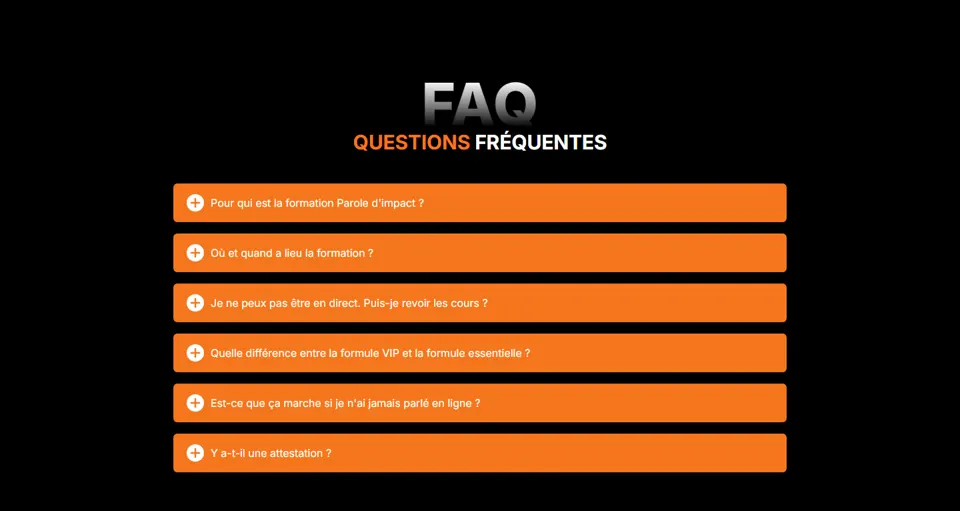 FAQ
QUESTIONS FRÉQUENTES
Pour qui est la formation Parole d'impact ?
Où et quand a lieu la formation ?
Je ne peux pas être en direct. Puis-je revoir les cours ?
Quelle différence entre la formule VIP et la formule essentielle ?
Est-ce que ça marche si je n'ai jamais parlé en ligne ?
Y a-t-il une attestation ?